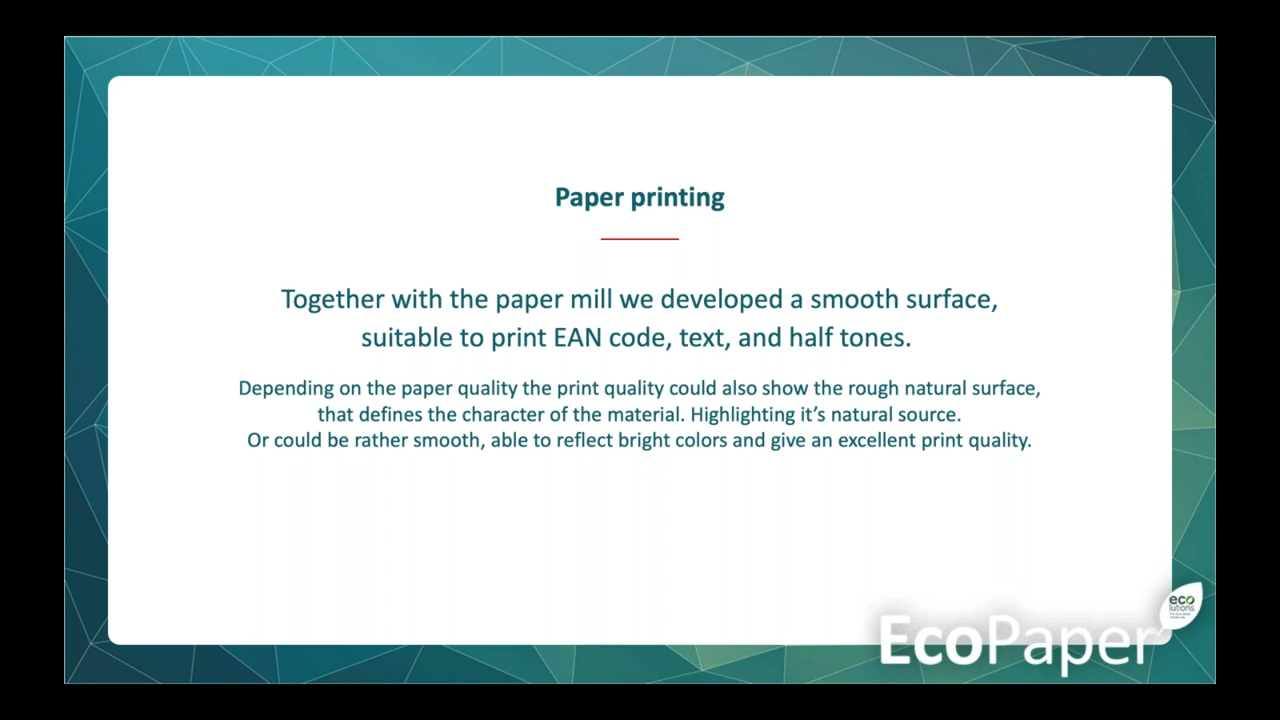 Paper printing
Together with the paper mill we developed a smooth surface,
suitable to print EAN code, text, and half tones.
Depending on the paper quality the print quality could also show the rough natural surface,
that defines the character of the material. Highlighting it’s natural source.
Or could be rather smooth, able to reflect bright colors and give an excellent print quality.
eco
lutions
EcoPaper